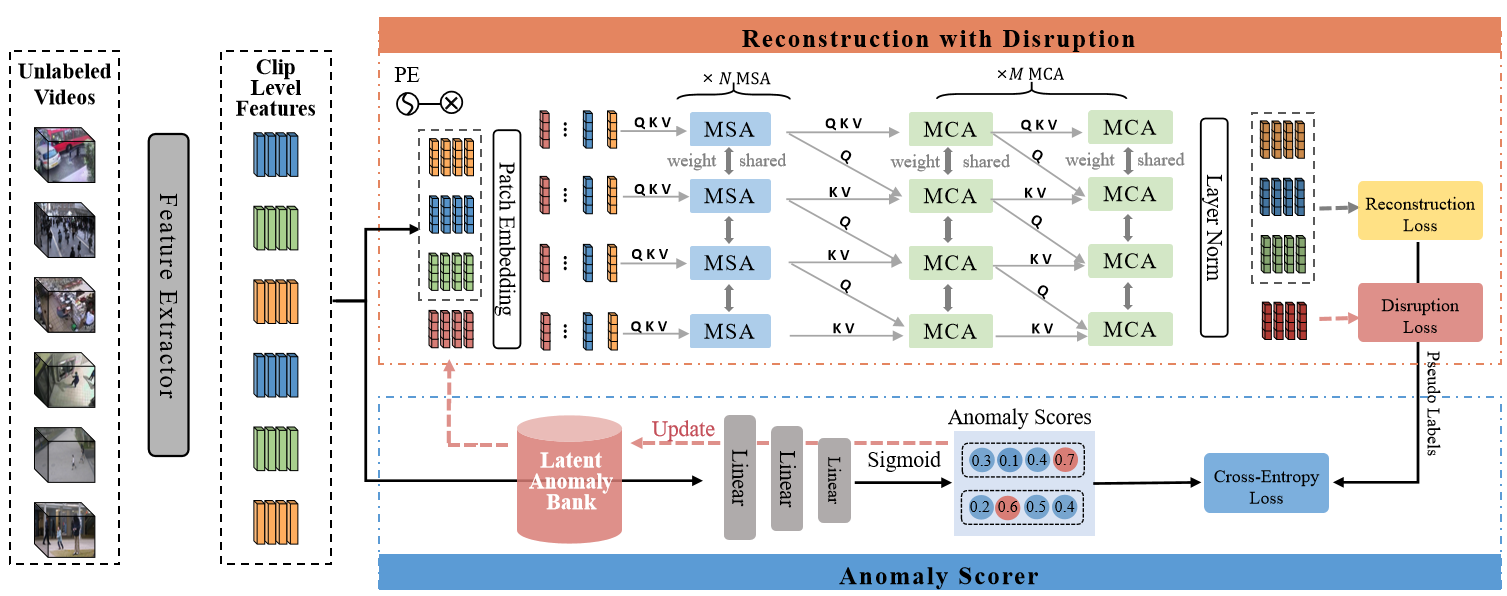 Reconstruction with Disruption
Unlabeled
Videos
Feature Extractor
Clip
Level
Features
PE
Patch Embedding
× N MSA
×M MCA
Q K V
MSA
Q K V
MCA
Q K V
MCA
weight
shared
Q
weight
shared
Q
weight
shared
Q K V
MSA
K V
MCA
K V
MCA
Q
Q
Q K V
MSA
K V
MCA
K V
MCA
Q
Q
Q K V
MSA
K V
MCA
K V
MCA
Layer Norm
Reconstruction
Loss
Disruption
Loss
Pseudo Labels
Latent
Anomaly
Bank
Update
Linear
Linear
Linear
Sigmoid
Anomaly Scores
0.3 0.1 0.4 0.7
0.2 0.6 0.5 0.4
Cross-Entropy
Loss
Anomaly Scorer